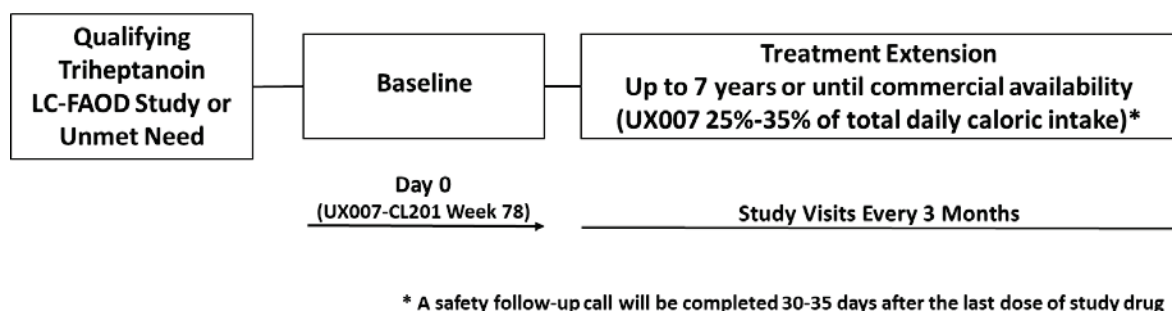 Qualifying
Triheptanoin
LC-FAOD Study or
Unmet Need
Baseline
Treatment Extension
Up to 7 years or until commercial availability
(UX007 25%-35% of total daily caloric intake)*
Day 0
(UX007-CL201 Week 78)
Study Visits Every 3 Months
* A safety follow-up call will be completed 30-35 days after the last dose of study drug